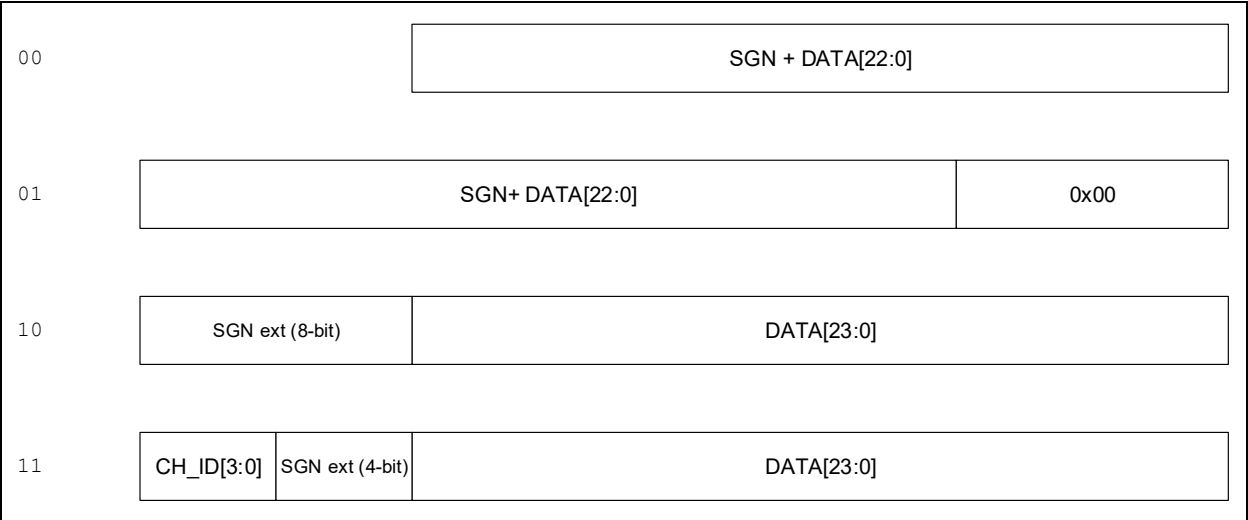 00 SGN + DATA[22:0]
01 SGN+ DATA[22:0] 0x00
10 SGN ext (8-bit) DATA[23:0]
11 CH_ID[3:0] SGN ext (4-bit) DATA[23:0]